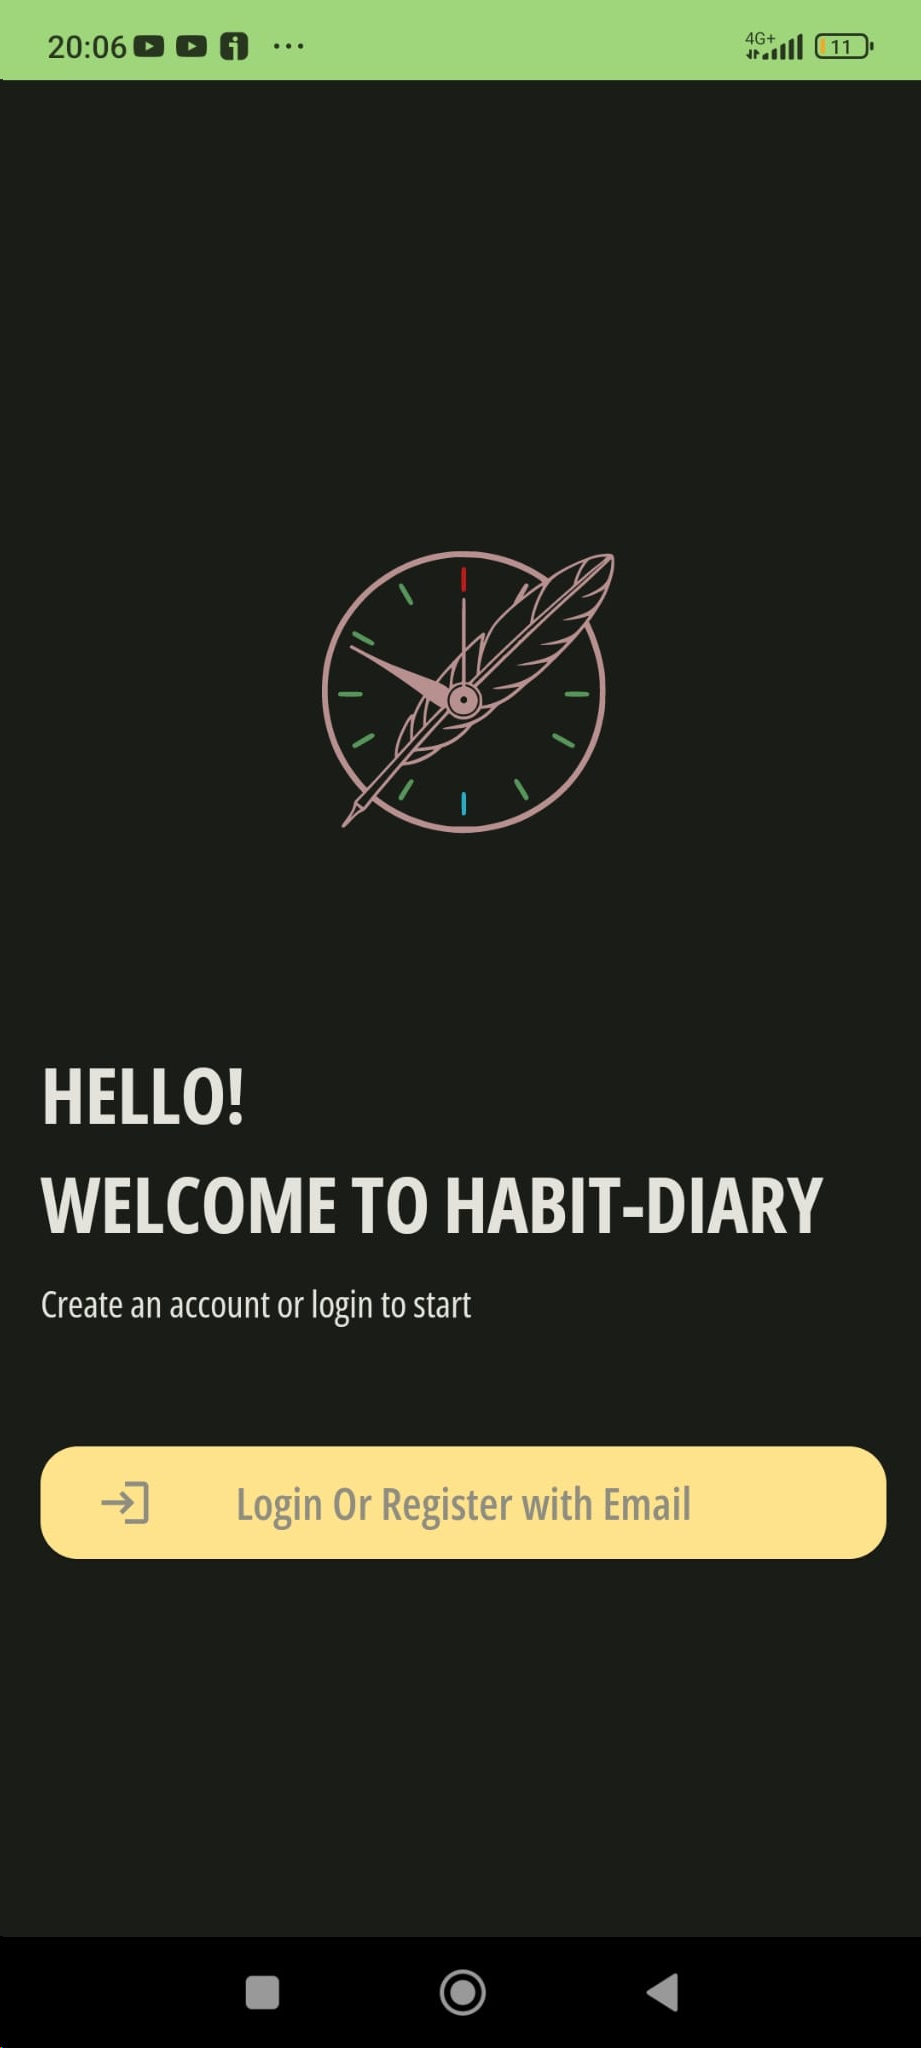 20:06
4G+
11
HELLO!
WELCOME TO HABIT-DIARY
Create an account or login to start
Login Or Register with Email